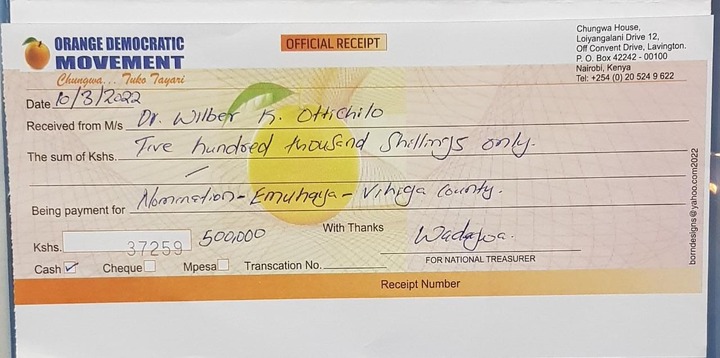 ORANGE DEMOCRATIC
MOVEMENT
Chungwa... Tuko Tayari
OFFICIAL RECEIPT
Chungwa House,
Loiyangalani Drive 12,
Off Convent Drive, Lavington.
P. O. Box 42242 - 00100
Nairobi, Kenya
Tel: +254 (0) 20 524 9 622
Date 10/3/2022
Received from M/s Dr. Wilber K. Ottichilo
The sum of Kshs. Five hundred thousand Shillings only.
Being payment for Nomination - Emuhaya - Vihiga County.
Kshs. 37259 500,000 With Thanks
Cash ✓ Cheque Mpesa Transcation No. FOR NATIONAL TREASURER
Receipt Number
borndesigns@yahoo.com2022